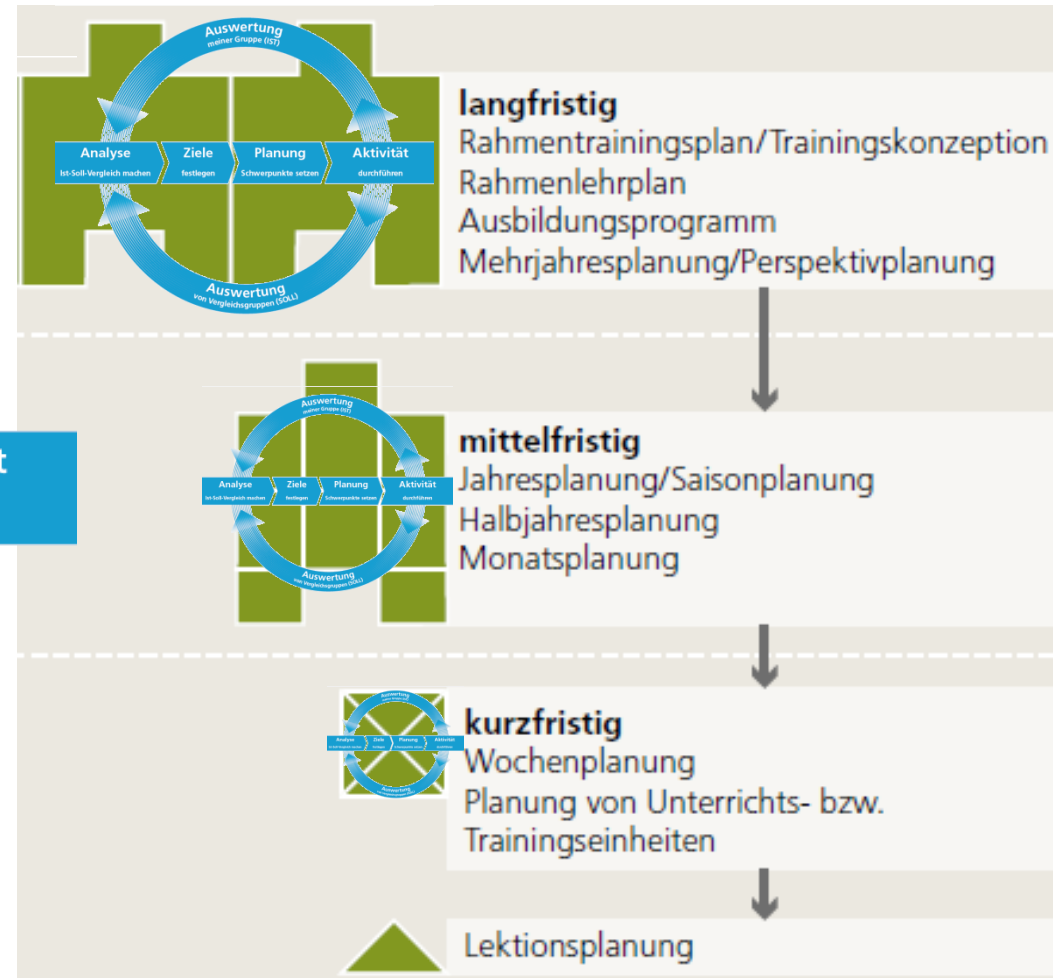 Auswertung
meiner Gruppe (IST)
Analyse
Ist-Soll-Vergleich machen
Ziele
festlegen
Planung
Schwerpunkte setzen
Aktivität
durchführen
Auswertung
von Vergleichsgruppen (SOLL)
langfristig
Rahmentrainingsplan/Trainingskonzeption
Rahmenlehrplan
Ausbildungsprogramm
Mehrjahresplanung/Perspektivplanung
t
Auswertung
meiner Gruppe (IST)
Analyse
Ist-Soll-Vergleich machen
Ziele
festlegen
Planung
Schwerpunkte setzen
Aktivität
durchführen
Auswertung
von Vergleichsgruppen (SOLL)
mittelfristig
Jahresplanung/Saisonplanung
Halbjahresplanung
Monatsplanung
Auswertung
Analyse
Ziele
Planung
Aktivität
Auswertung
kurzfristig
Wochenplanung
Planung von Unterrichts- bzw.
Trainingseinheiten
Lektionsplanung